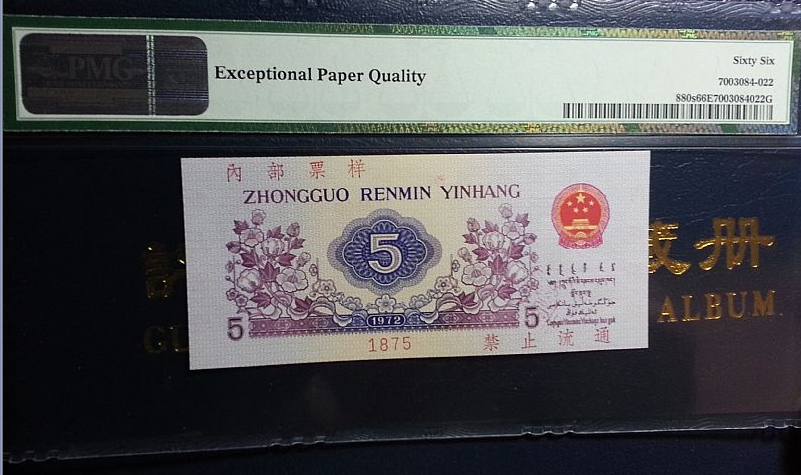 PMG
Exceptional Paper Quality
Sixty Six
7003084-022
880s66E7003084022G
內部票样
ZHONGGUO RENMIN YINHANG
5
1972
5
5
1875
禁止流通
册
ALBUM